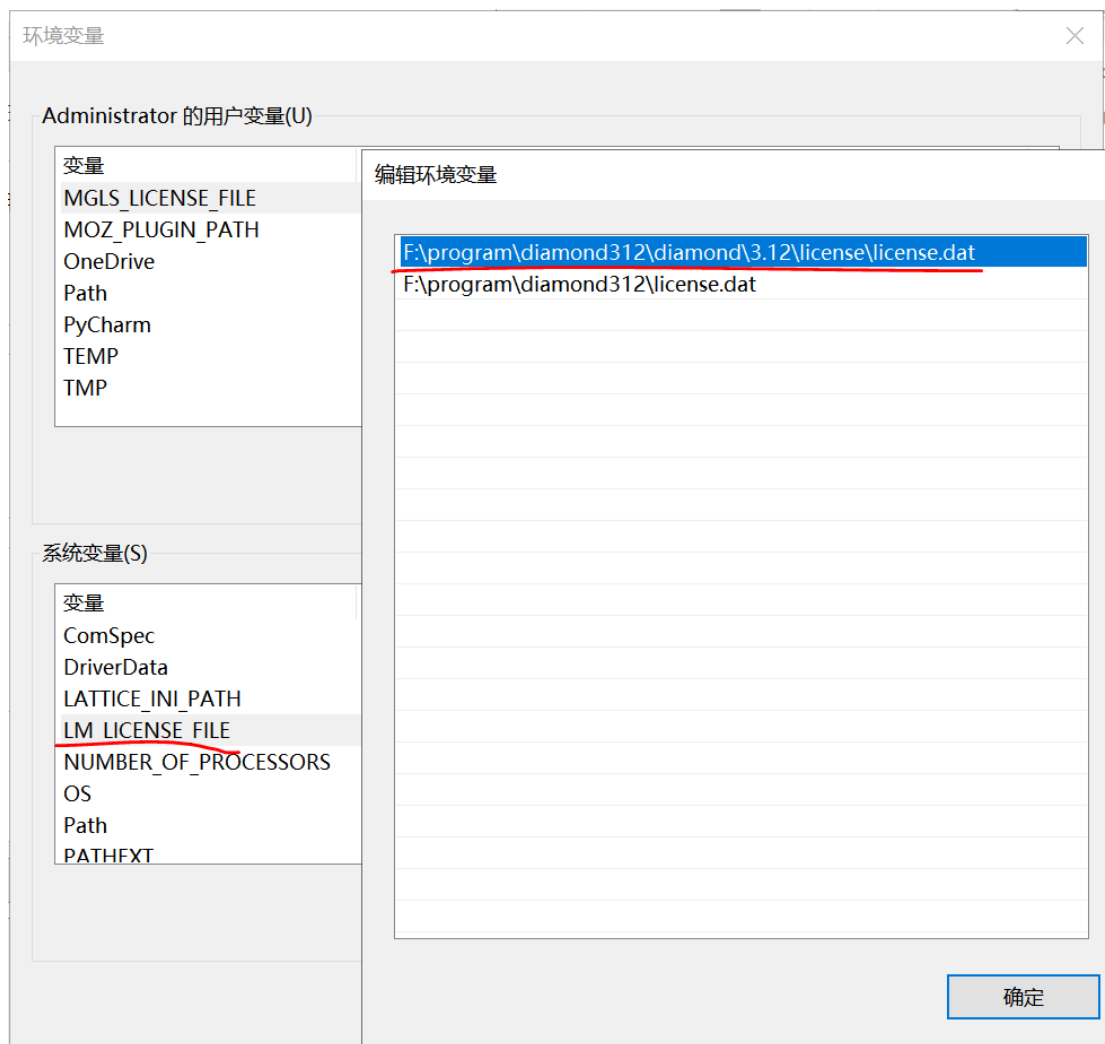 环境变量
Administrator 的用户变量(U)
变量
MGLS_LICENSE_FILE
MOZ_PLUGIN_PATH
OneDrive
Path
PyCharm
TEMP
TMP
编辑环境变量
F:\program\diamond312\diamond\3.12\license\license.dat
F:\program\diamond312\license.dat
系统变量(S)
变量
ComSpec
DriverData
LATTICE_INI_PATH
LM_LICENSE_FILE
NUMBER_OF_PROCESSORS
OS
Path
PATHEXT
确定